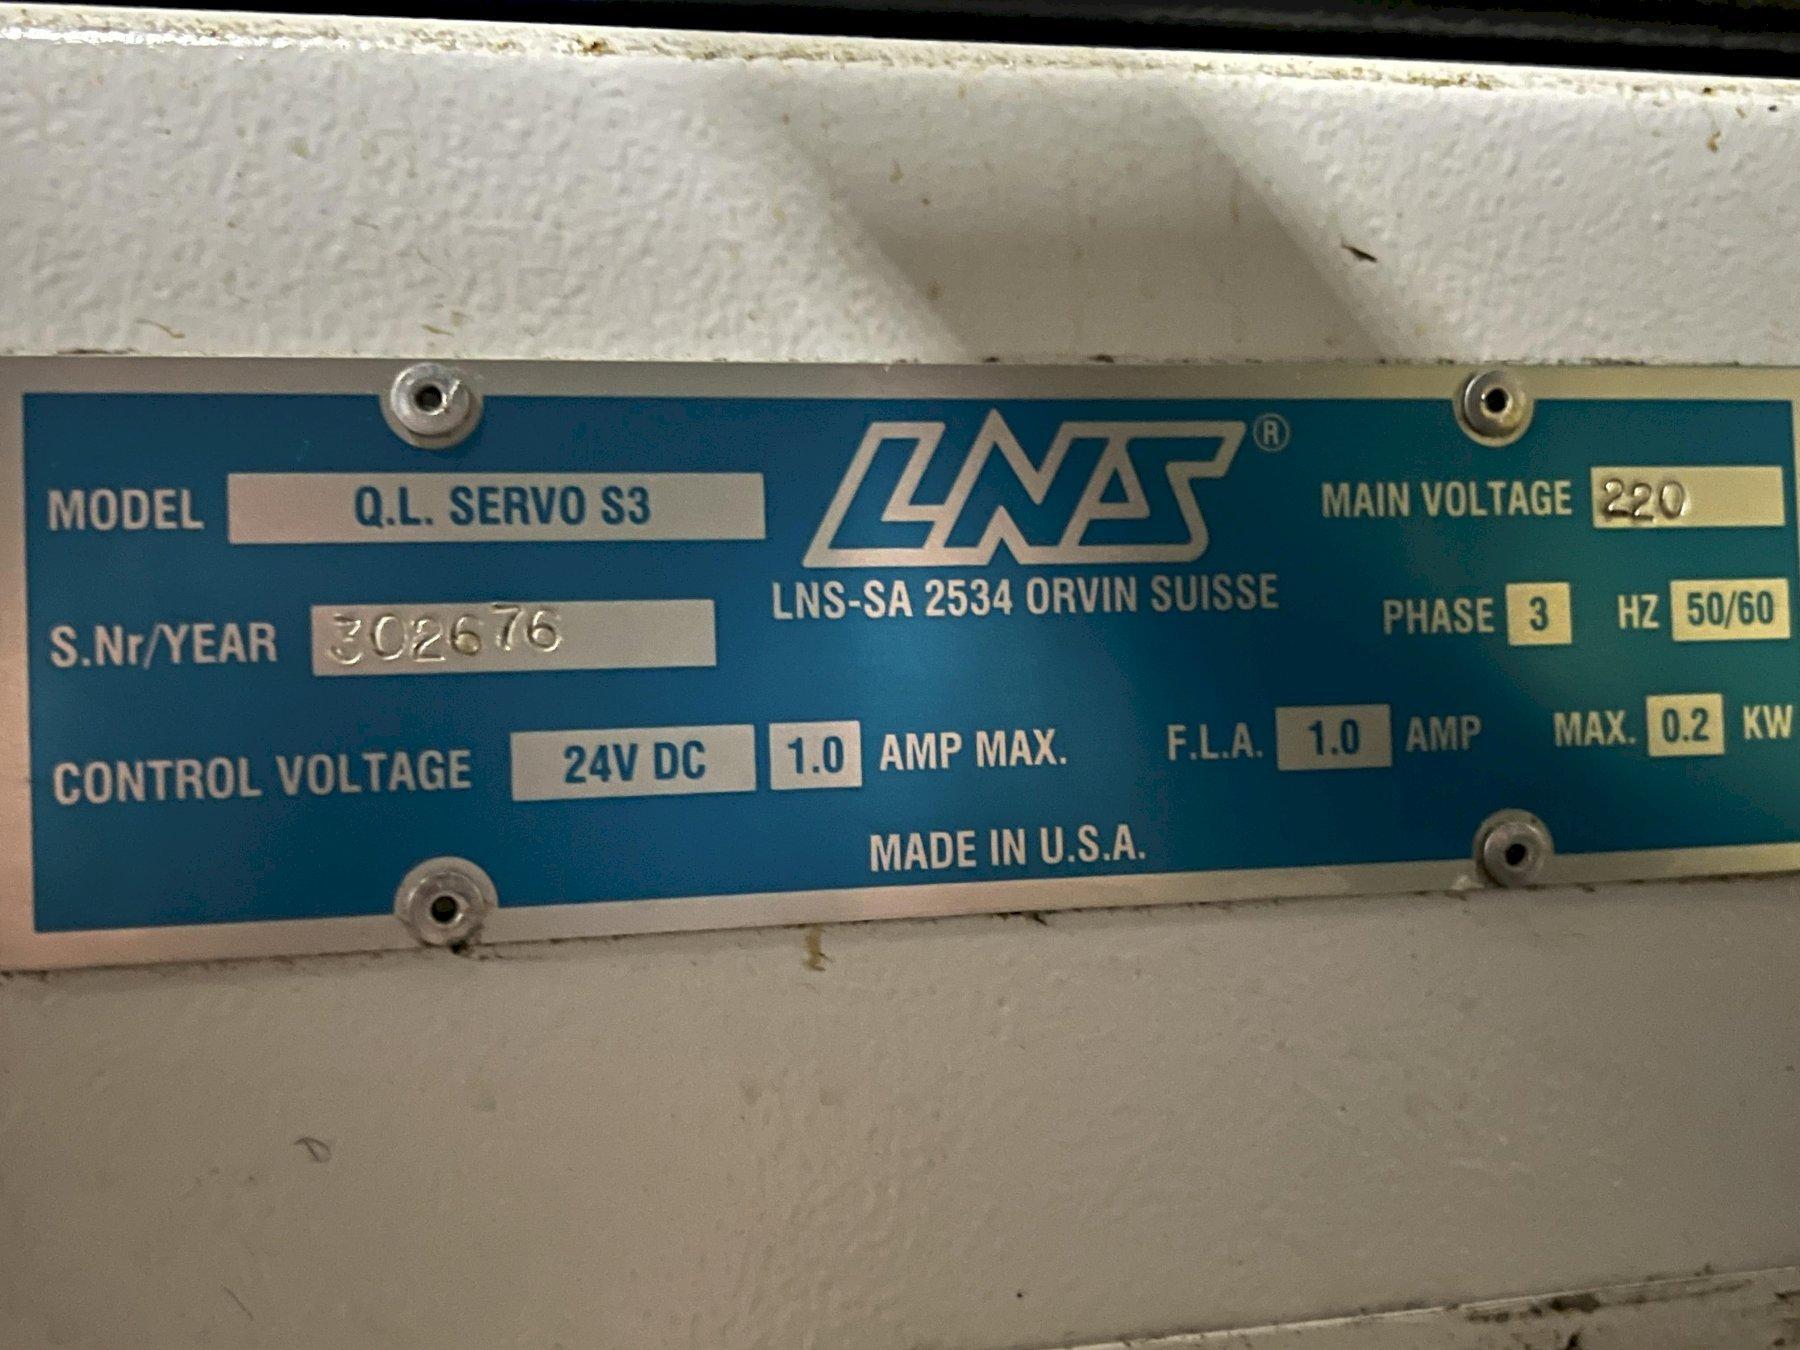 MODEL Q.L. SERVO S3
LNS®
MAIN VOLTAGE 220
S.Nr/YEAR 302676
LNS-SA 2534 ORVIN SUISSE
PHASE 3 HZ 50/60
CONTROL VOLTAGE 24V DC 1.0 AMP MAX. F.L.A. 1.0 AMP MAX. 0.2 KW
MADE IN U.S.A.